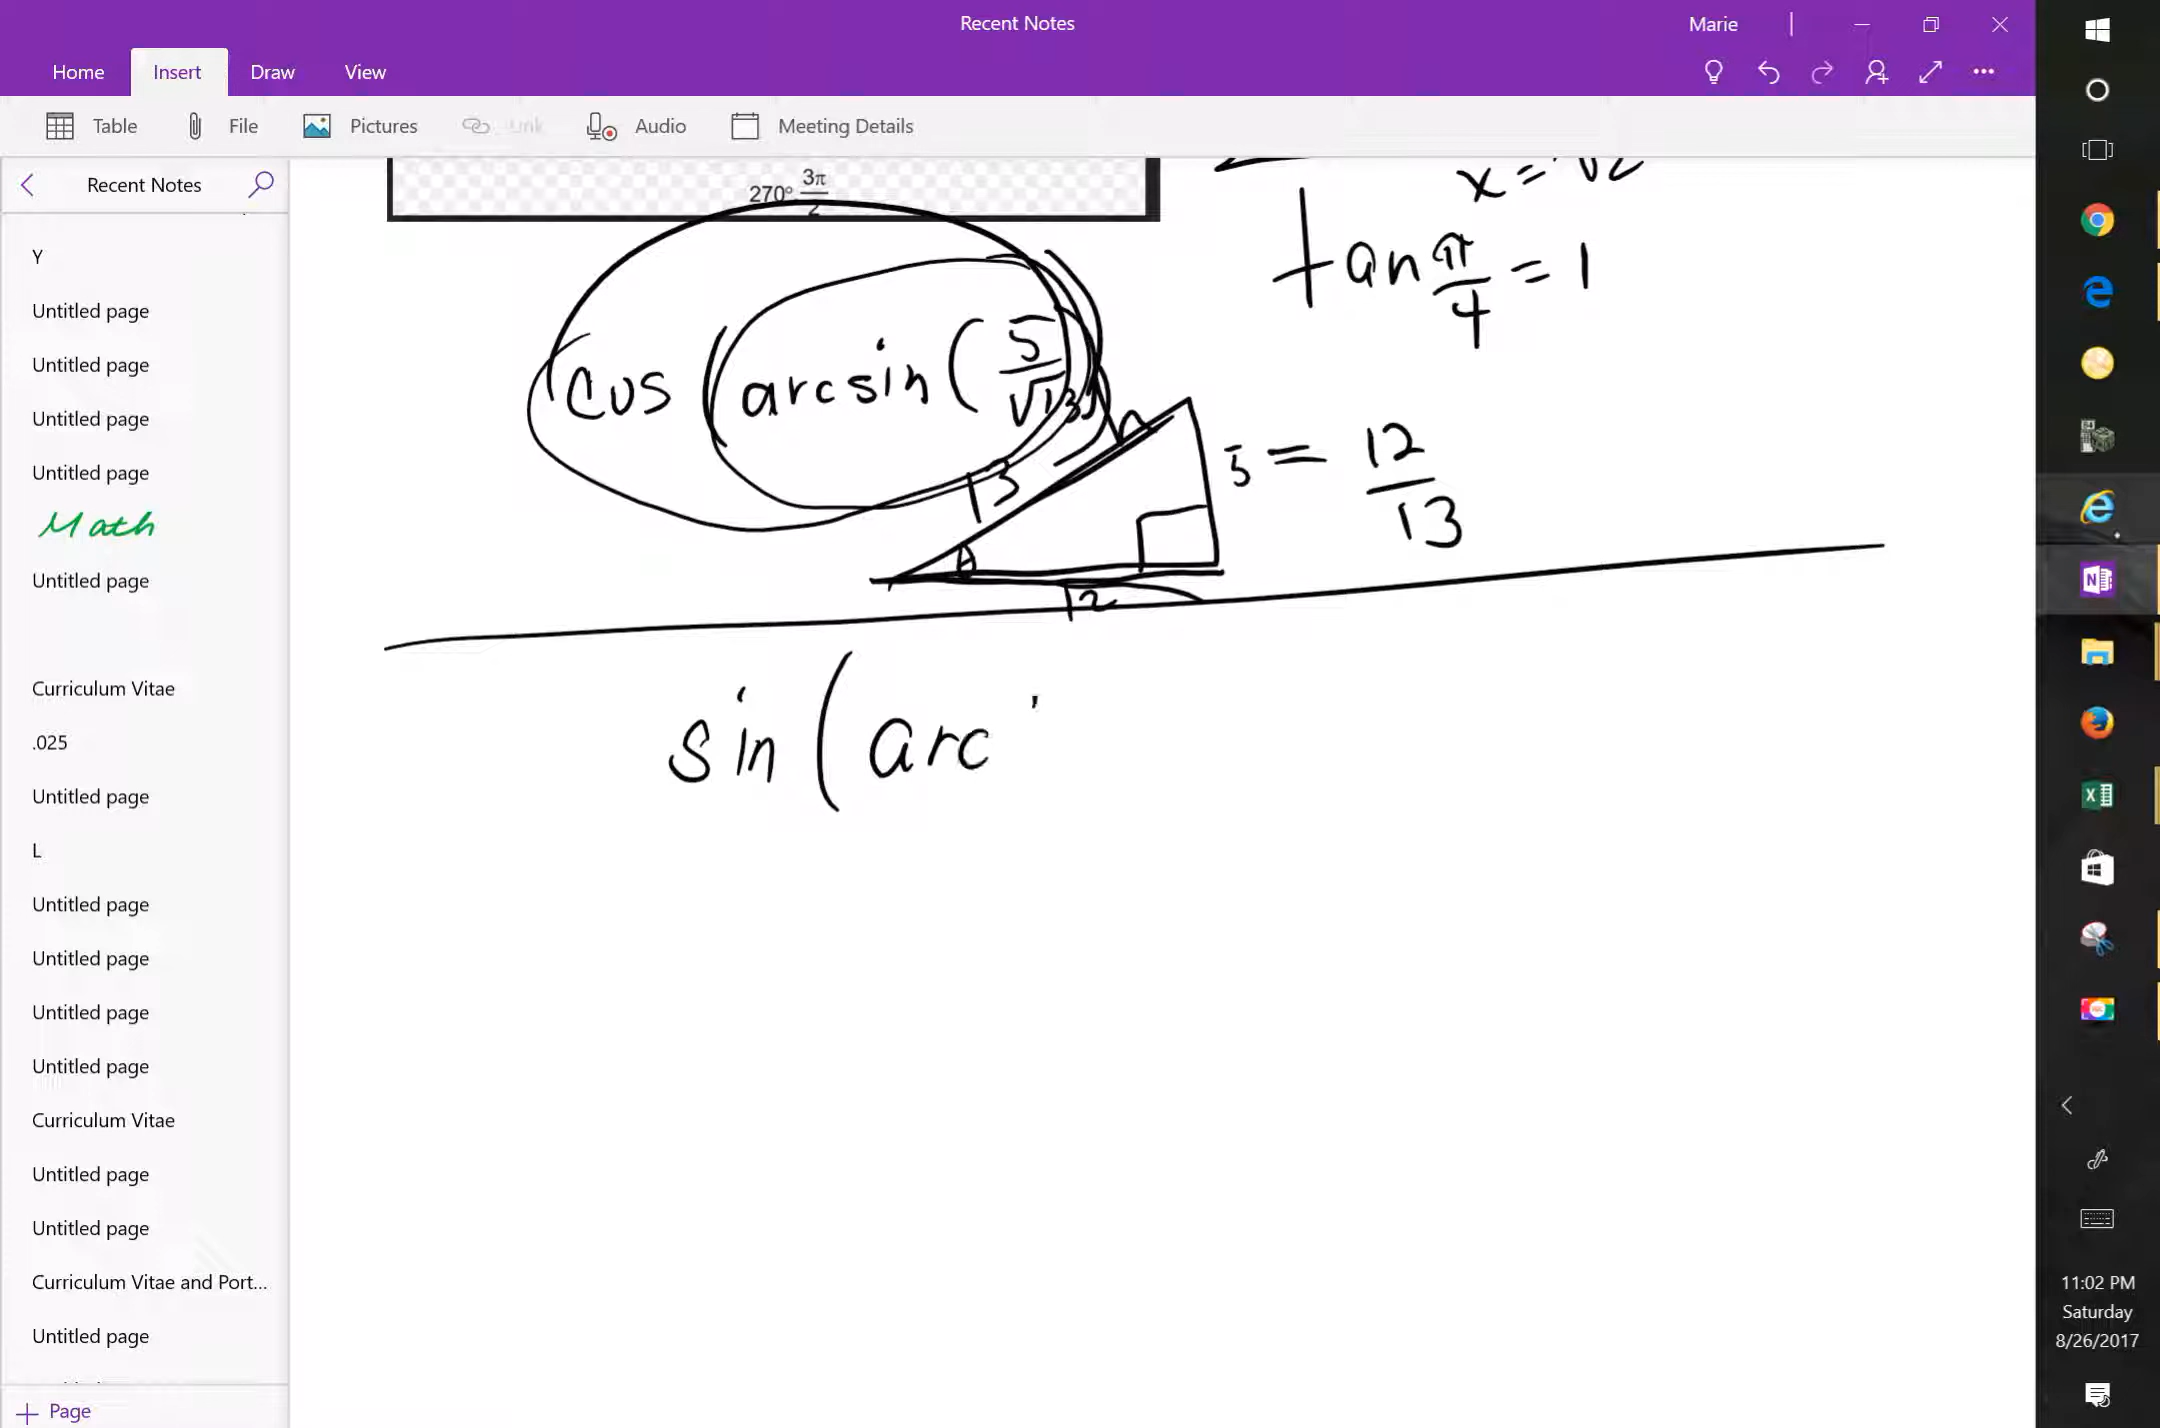 Recent Notes
Marie
Home Insert Draw View
Table File Pictures Link Audio Meeting Details
Recent Notes
Y
Untitled page
Untitled page
Untitled page
Untitled page
Math
Untitled page
Curriculum Vitae
.025
Untitled page
L
Untitled page
Untitled page
Untitled page
Untitled page
Curriculum Vitae
Untitled page
Untitled page
Curriculum Vitae and Port...
Untitled page
+ Page
270° 3π/2
x = √2
tan π/4 = 1
cos (arcsin (5/√13)
13
5 = 12/13
θ
12
sin (arc
11:02 PM
Saturday
8/26/2017